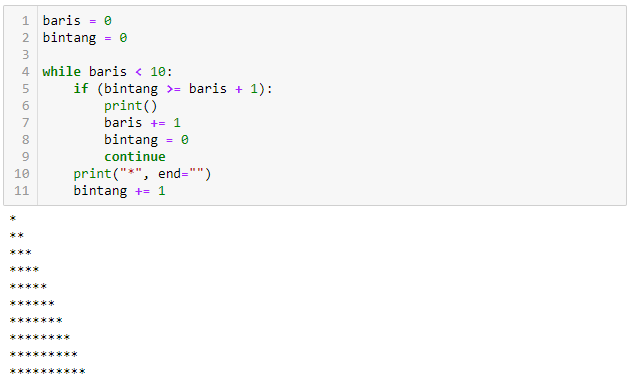 1 baris = 0
2 bintang = 0
3
4 while baris < 10:
5     if (bintang >= baris + 1):
6         print()
7         baris += 1
8         bintang = 0
9         continue
10     print("*", end="")
11     bintang += 1
*
**
***
****
*****
******
*******
********
*********
**********